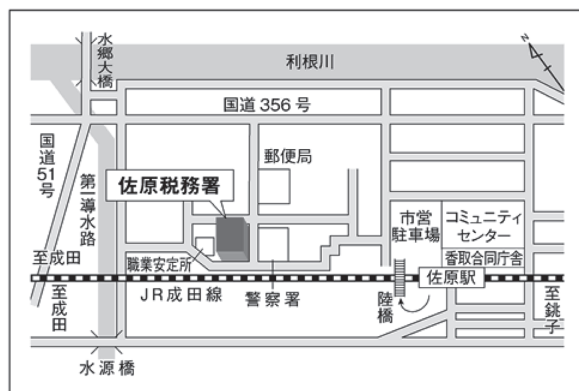 水郷大橋
利根川
N
国道356号
国道51号
第一導水路
郵便局
佐原税務署
市営
駐車場
コミュニティ
センター
香取合同庁舎
至成田
職業安定所
佐原駅
至成田
JR成田線
警察署
陸橋
至銚子
水源橋